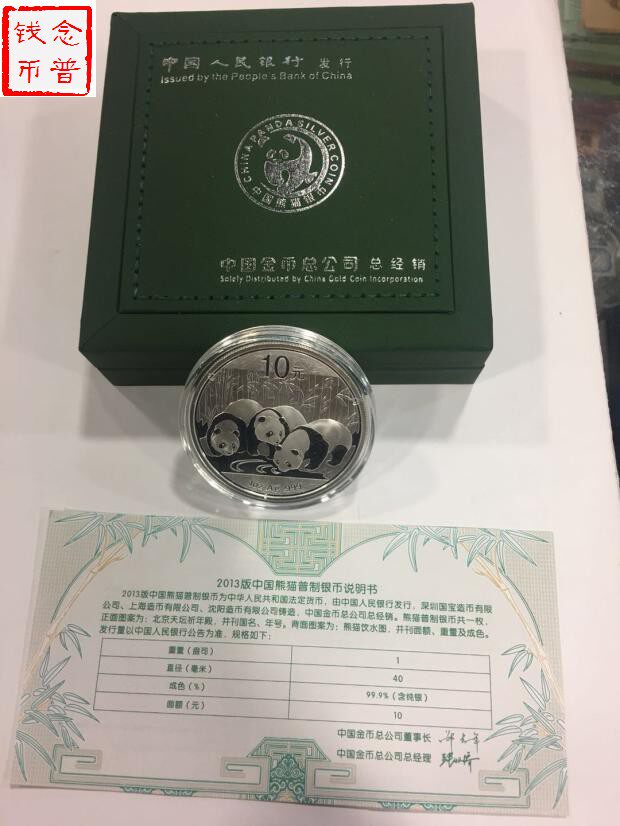 钱念
币普
中国人民银行 发行
Issued by the People's Bank of China
CHINA PANDA SILVER COIN
中国熊猫银币
中国金币总公司 总经销
Solely Distributed by China Gold Coin Incorporation
10元
1oz Ag .999
2013版中国熊猫普制银币说明书
2013版中国熊猫普制银币为中华人民共和国法定货币，由中国人民银行发行，深圳国宝造币有限
公司、上海造币有限公司、沈阳造币有限公司铸造，中国金币总公司总经销。熊猫普制银币共一枚，
正面图案为：北京天坛祈年殿，并刊国名、年号。背面图案为：熊猫饮水图，并刊面额、重量及成色。
发行量以中国人民银行公告为准，规格如下：
重量（盎司） 1
直径（毫米） 40
成色（%） 99.9%（含纯银）
面额（元） 10
中国金币总公司董事长
中国金币总公司总经理